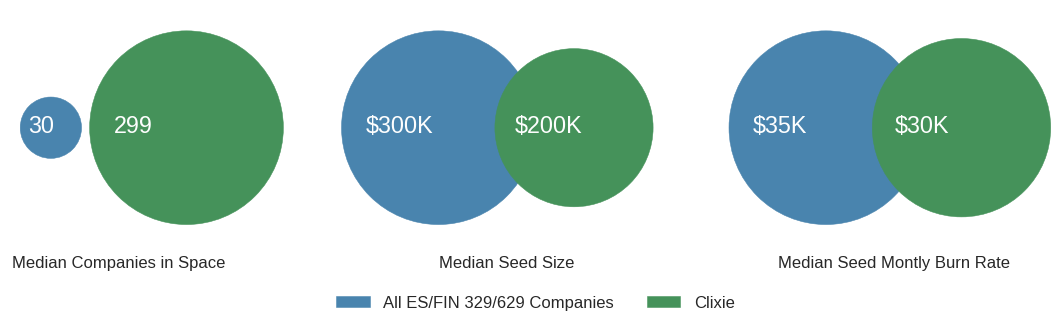 30
299
$300K
$200K
$35K
$30K
Median Companies in Space
Median Seed Size
Median Seed Montly Burn Rate
All ES/FIN 329/629 Companies
Clixie